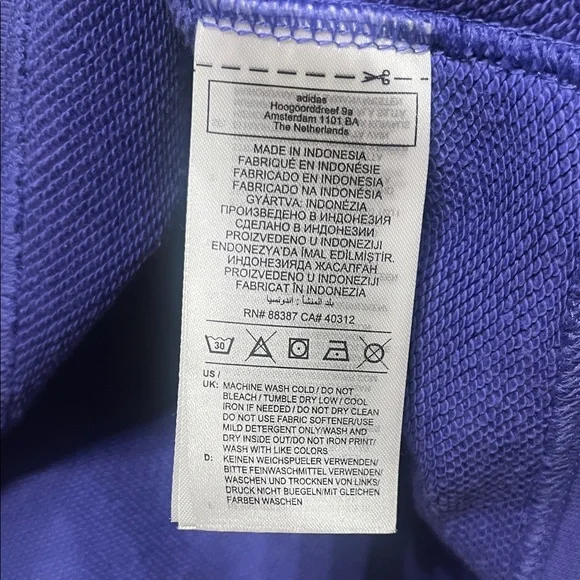 adidas
Hoogoorddreef 9a
Amsterdam 1101 BA
The Netherlands
MADE IN INDONESIA
FABRIQUÉ EN INDONÉSIE
FABRICADO EN INDONESIA
FABRICADO NA INDONÉSIA
GYÁRTVA: INDONÉZIA
ПРОИЗВЕДЕНО В ИНДОНЕЗИЯ
СДЕЛАНО В ИНДОНЕЗИИ
PROIZVEDENO U INDONEZIJI
ENDONEZYA'DA İMAL EDİLMİŞTİR.
ИНДОНЕЗИЯДА ЖАСАЛҒАН
PROIZVEDENO U INDONEZIJI
FABRICAT ÎN INDONEZIA
بلد المنشأ : اندونسيا
RN# 88387 CA# 40312
30
US /
UK: MACHINE WASH COLD / DO NOT
BLEACH / TUMBLE DRY LOW / COOL
IRON IF NEEDED / DO NOT DRY CLEAN
DO NOT USE FABRIC SOFTENER/USE
MILD DETERGENT ONLY/WASH AND
DRY INSIDE OUT/DO NOT IRON PRINT/
WASH WITH LIKE COLORS
D: KEINEN WEICHSPUELER VERWENDEN/
BITTE FEINWASCHMITTEL VERWENDEN/
WASCHEN UND TROCKNEN VON LINKS/
DRUCK NICHT BUEGELN/MIT GLEICHEN
FARBEN WASCHEN